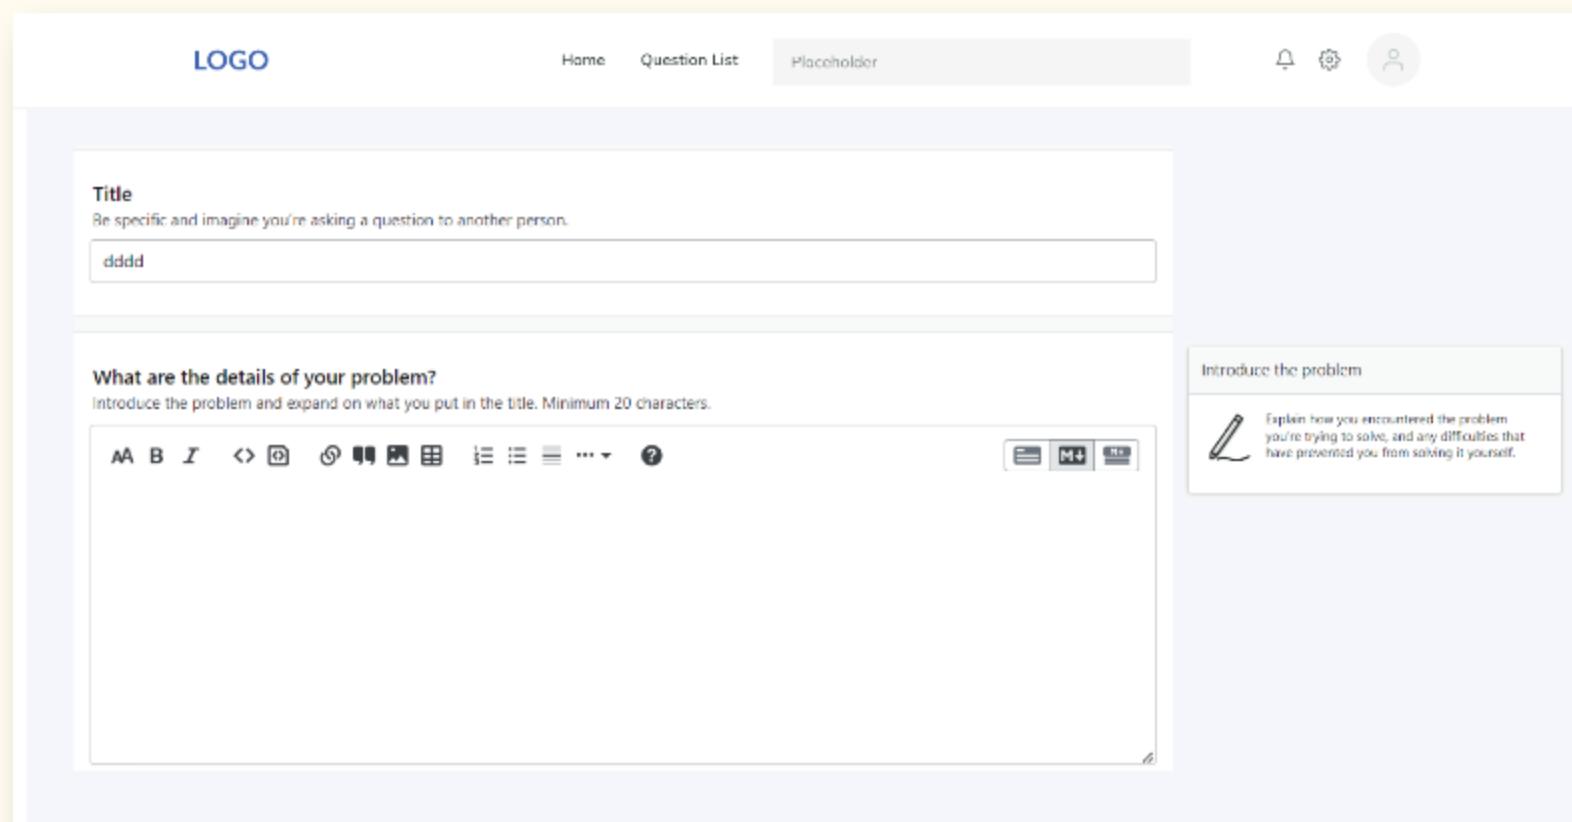 LOGO
Home
Question List
Placeholder
Title
Be specific and imagine you're asking a question to another person.
dddd
What are the details of your problem?
Introduce the problem and expand on what you put in the title. Minimum 20 characters.
AA B I
M↓
M↓
Introduce the problem
Explain how you encountered the problem
you're trying to solve, and any difficulties that
have prevented you from solving it yourself.